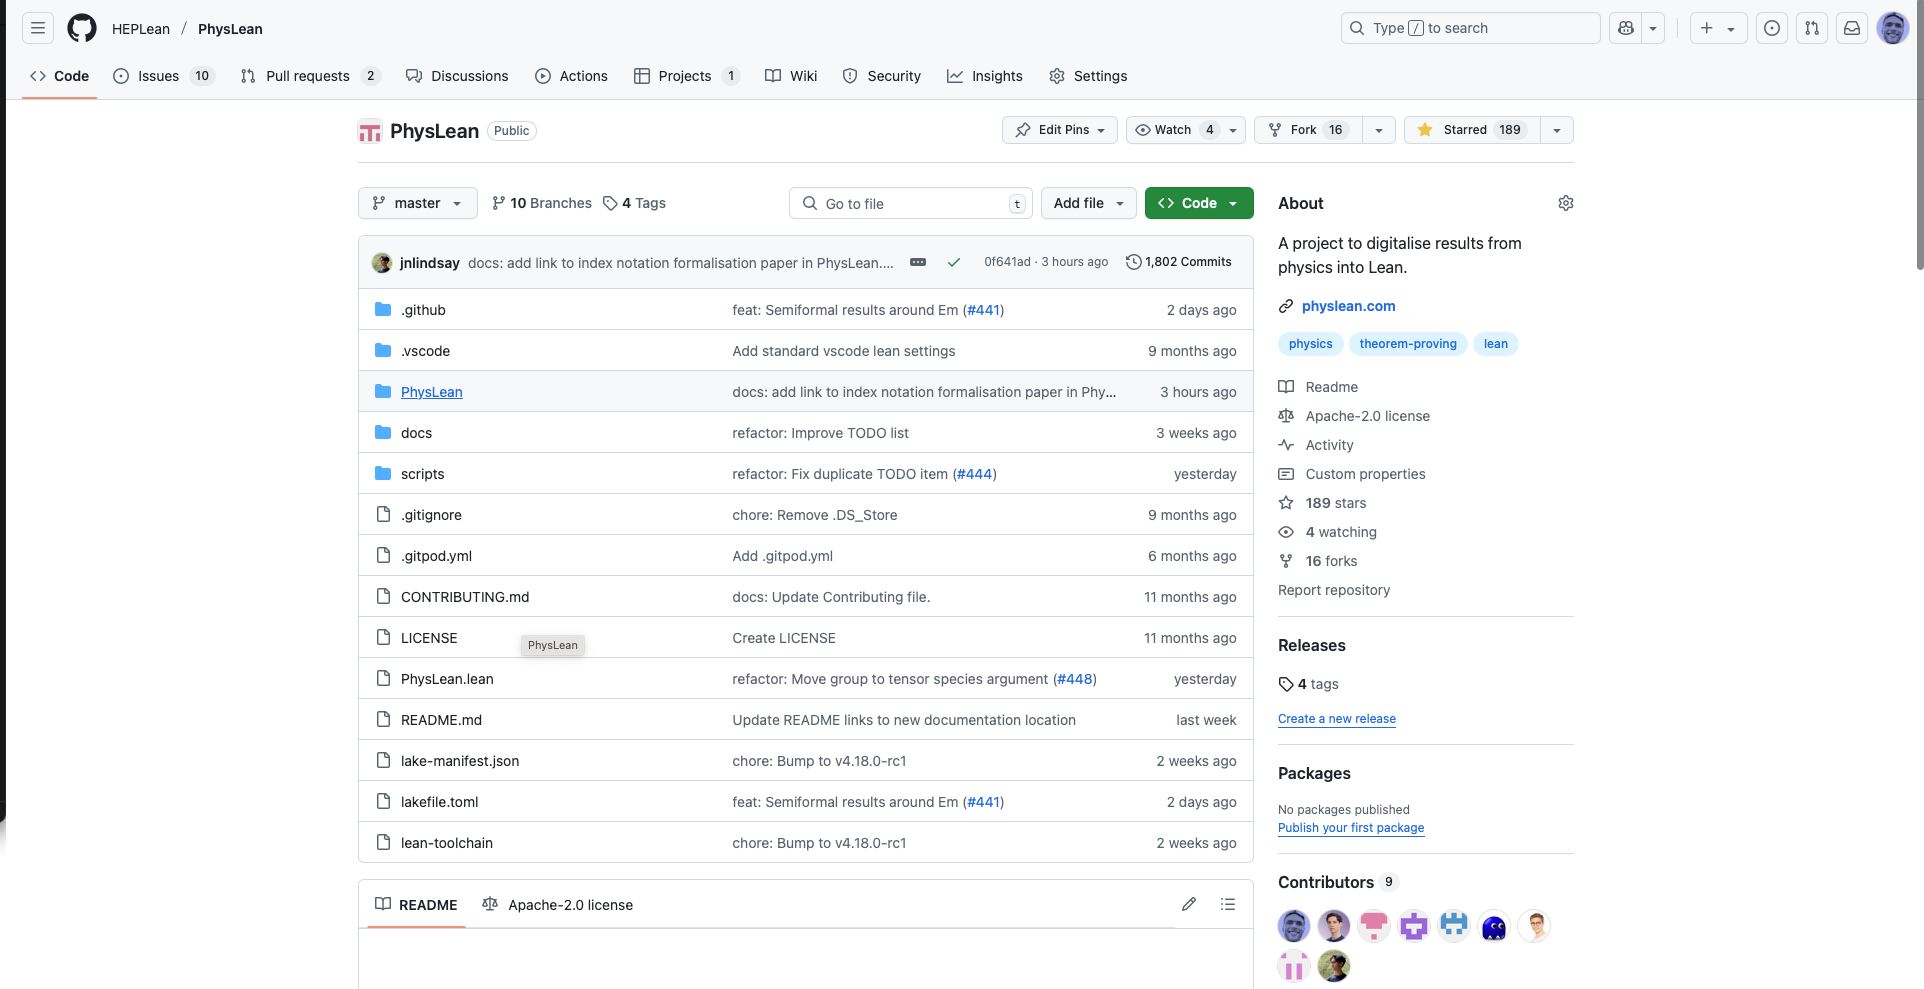 HEPLean / PhysLean
Type / to search
Code
Issues 10
Pull requests 2
Discussions
Actions
Projects 1
Wiki
Security
Insights
Settings
PhysLean Public
Edit Pins
Watch 4
Fork 16
Starred 189
master
10 Branches
4 Tags
Go to file t
Add file
Code
jnlindsay docs: add link to index notation formalisation paper in PhysLean.... 0f641ad · 3 hours ago 1,802 Commits
.github feat: Semiformal results around Em (#441) 2 days ago
.vscode Add standard vscode lean settings 9 months ago
PhysLean docs: add link to index notation formalisation paper in Phy... 3 hours ago
docs refactor: Improve TODO list 3 weeks ago
scripts refactor: Fix duplicate TODO item (#444) yesterday
.gitignore chore: Remove .DS_Store 9 months ago
.gitpod.yml Add .gitpod.yml 6 months ago
CONTRIBUTING.md docs: Update Contributing file. 11 months ago
LICENSE Create LICENSE 11 months ago
PhysLean
PhysLean.lean refactor: Move group to tensor species argument (#448) yesterday
README.md Update README links to new documentation location last week
lake-manifest.json chore: Bump to v4.18.0-rc1 2 weeks ago
lakefile.toml feat: Semiformal results around Em (#441) 2 days ago
lean-toolchain chore: Bump to v4.18.0-rc1 2 weeks ago
README
Apache-2.0 license
About
A project to digitalise results from
physics into Lean.
physlean.com
physics theorem-proving lean
Readme
Apache-2.0 license
Activity
Custom properties
189 stars
4 watching
16 forks
Report repository
Releases
4 tags
Create a new release
Packages
No packages published
Publish your first package
Contributors 9